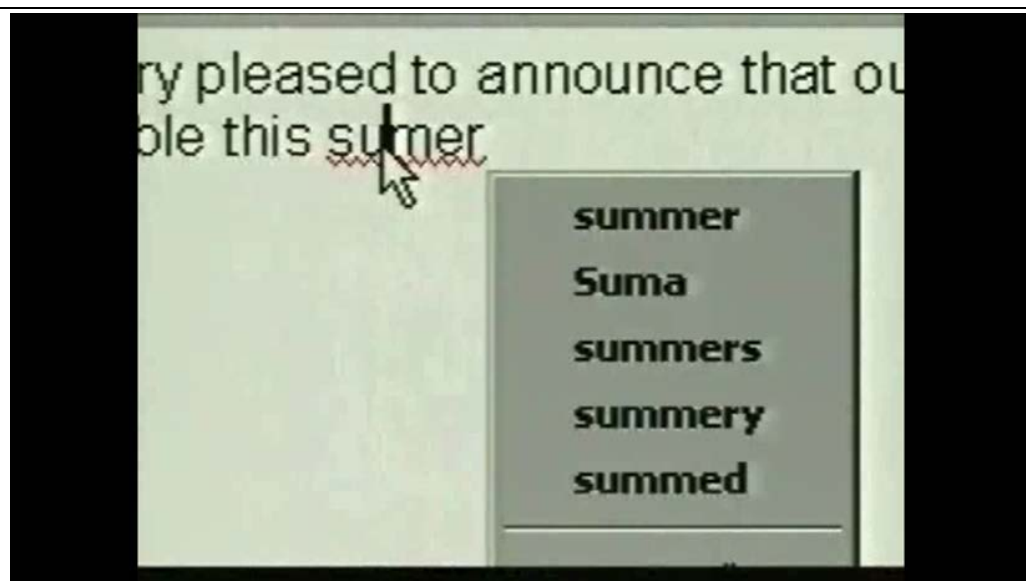 ry pleased to announce that ou
ble this sumer
summer
Suma
summers
summery
summed